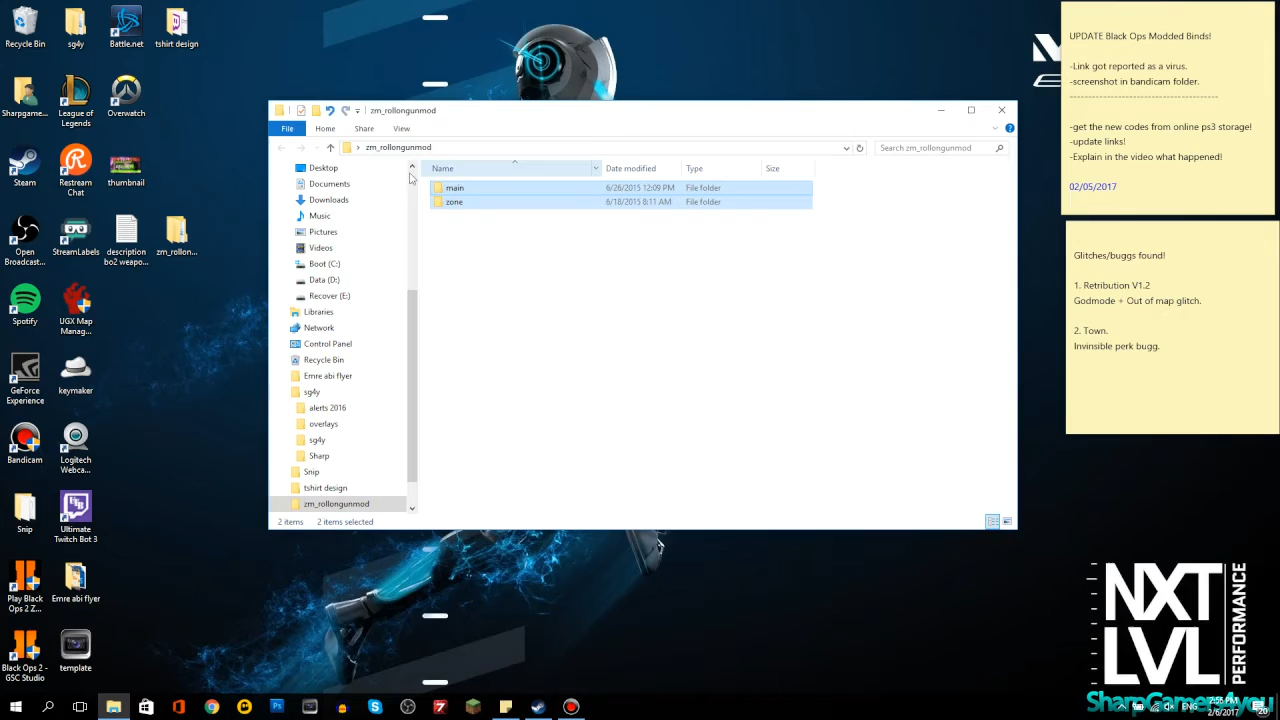 Recycle Bin
sg4y
Battle.net
tshirt design
Sharpgame...
League of
Legends
Overwatch
Steam
Restream
Chat
thumbnail
Open
Broadcast...
StreamLabels
description
bo2 weapo...
zm_rollon...
Spotify
UGX Map
Manag...
GeForce
Experience
keymaker
Bandicam
Logitech
Webca...
Snip
Ultimate
Twitch Bot 3
Play Black
Ops 2 Z...
Emre abi flyer
Black Ops 2 -
GSC Studio
template
zm_rollongunmod
File
Home
Share
View
zm_rollongunmod
Search zm_rollongunmod
Desktop
Documents
Downloads
Music
Pictures
Videos
Boot (C:)
Data (D:)
Recover (E:)
Libraries
Network
Control Panel
Recycle Bin
Emre abi flyer
sg4y
alerts 2016
overlays
sg4y
Sharp
Snip
tshirt design
zm_rollongunmod
Name Date modified Type Size
main 6/26/2015 12:09 PM File folder
zone 6/18/2015 8:11 AM File folder
2 items 2 items selected
UPDATE Black Ops Modded Binds!
-Link got reported as a virus.
-screenshot in bandicam folder.
----------------------------------------
-get the new codes from online ps3 storage!
-update links!
-Explain in the video what happened!
02/05/2017
Glitches/buggs found!
1. Retribution V1.2
Godmode + Out of map glitch.
2. Town.
Invinsible perk bugg.
NXT
LVL
PERFORMANCE
SharpGames4you
ENG
2:56 PM
2/6/2017
20